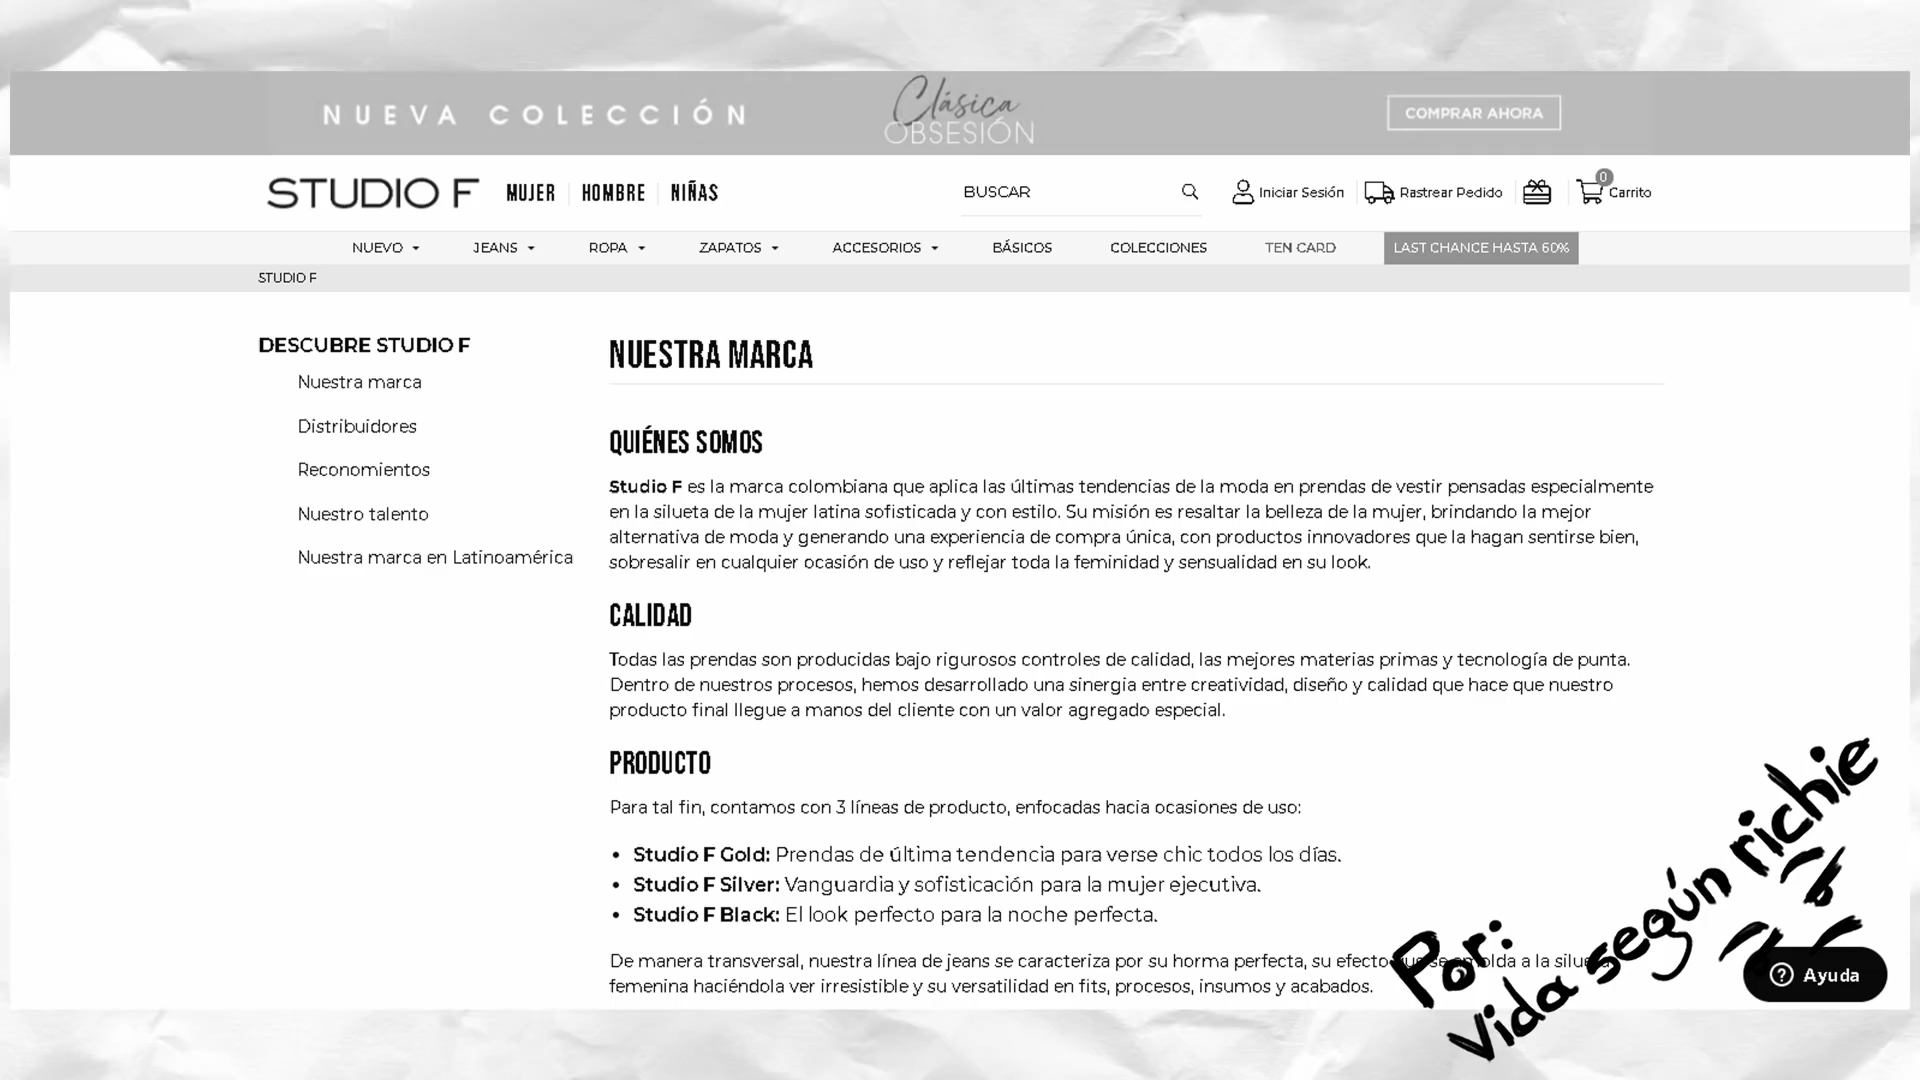 NUEVA COLECCIÓN
Clásica
OBSESIÓN
COMPRAR AHORA
STUDIO F MUJER HOMBRE NIÑAS BUSCAR Iniciar Sesión Rastrear Pedido 0 Carrito
NUEVO JEANS ROPA ZAPATOS ACCESORIOS BÁSICOS COLECCIONES TEN CARD LAST CHANCE HASTA 60%
STUDIO F
DESCUBRE STUDIO F
Nuestra marca
Distribuidores
Reconomientos
Nuestro talento
Nuestra marca en Latinoamérica
NUESTRA MARCA
QUIÉNES SOMOS
Studio F es la marca colombiana que aplica las últimas tendencias de la moda en prendas de vestir pensadas especialmente
en la silueta de la mujer latina sofisticada y con estilo. Su misión es resaltar la belleza de la mujer, brindando la mejor
alternativa de moda y generando una experiencia de compra única, con productos innovadores que la hagan sentirse bien,
sobresalir en cualquier ocasión de uso y reflejar toda la feminidad y sensualidad en su look.
CALIDAD
Todas las prendas son producidas bajo rigurosos controles de calidad, las mejores materias primas y tecnología de punta.
Dentro de nuestros procesos, hemos desarrollado una sinergia entre creatividad, diseño y calidad que hace que nuestro
producto final llegue a manos del cliente con un valor agregado especial.
PRODUCTO
Para tal fin, contamos con 3 líneas de producto, enfocadas hacia ocasiones de uso:
• Studio F Gold: Prendas de última tendencia para verse chic todos los días.
• Studio F Silver: Vanguardia y sofisticación para la mujer ejecutiva.
• Studio F Black: El look perfecto para la noche perfecta.
De manera transversal, nuestra línea de jeans se caracteriza por su horma perfecta, su efecto que se amolda a la silueta
femenina haciéndola ver irresistible y su versatilidad en fits, procesos, insumos y acabados.
Por:
vida según richie
Ayuda